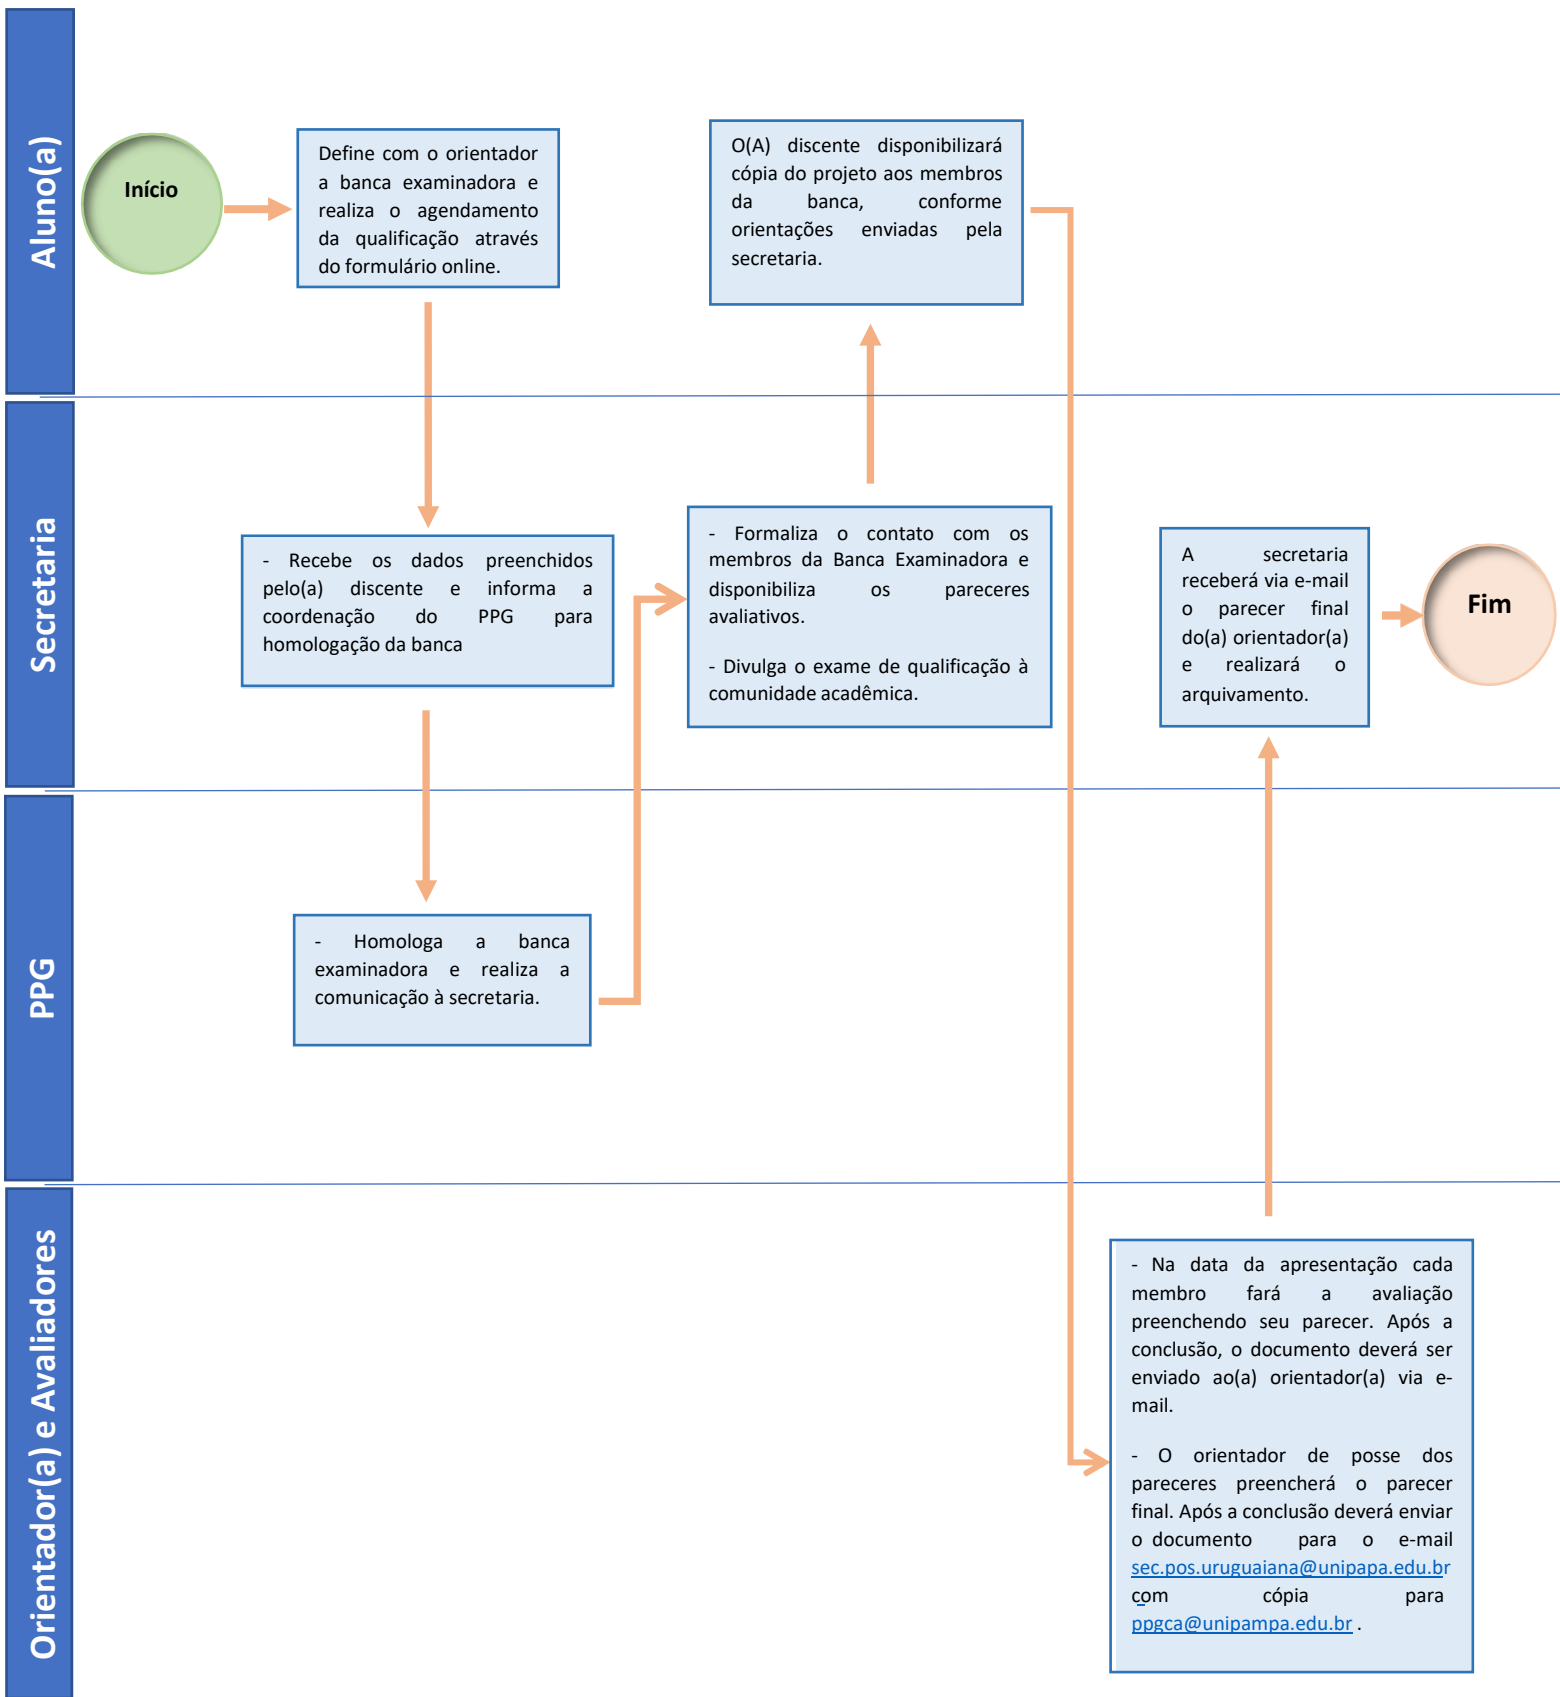 Aluno(a)
Início
Define com o orientador
a banca examinadora e
realiza o agendamento
da qualificação através
do formulário online.
O(A) discente disponibilizará
cópia do projeto aos membros
da banca, conforme
orientações enviadas pela
secretaria.
Secretaria
- Recebe os dados preenchidos
pelo(a) discente e informa a
coordenação do PPG para
homologação da banca
- Formaliza o contato com os
membros da Banca Examinadora e
disponibiliza os pareceres
avaliativos.
- Divulga o exame de qualificação à
comunidade acadêmica.
A secretaria
receberá via e-mail
o parecer final
do(a) orientador(a)
e realizará o
arquivamento.
Fim
PPG
- Homologa a banca
examinadora e realiza a
comunicação à secretaria.
Orientador(a) e Avaliadores
- Na data da apresentação cada
membro fará a avaliação
preenchendo seu parecer. Após a
conclusão, o documento deverá ser
enviado ao(a) orientador(a) via e-
mail.
- O orientador de posse dos
pareceres preencherá o parecer
final. Após a conclusão deverá enviar
o documento para o e-mail
sec.pos.uruguaiana@unipapa.edu.br
com cópia para
ppgca@unipampa.edu.br .